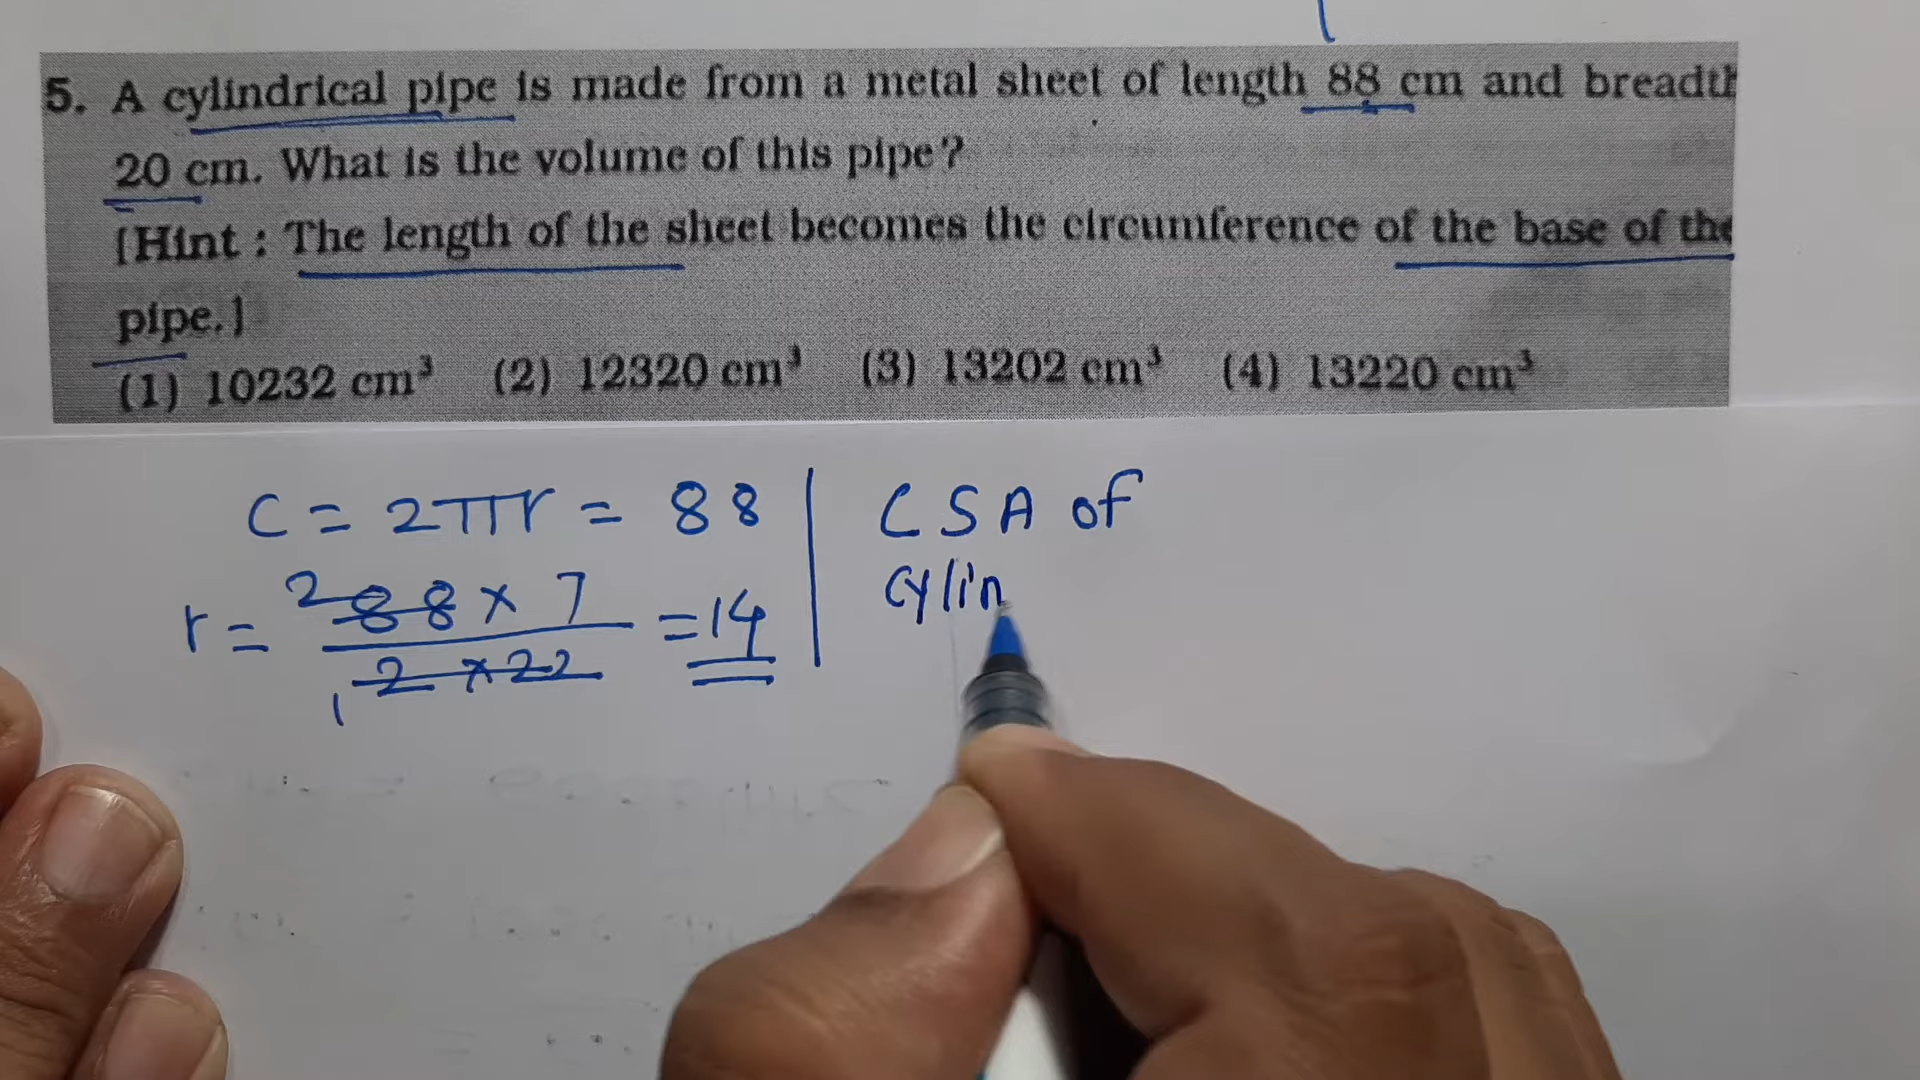 5. A cylindrical pipe is made from a metal sheet of length 88 cm and breadth
20 cm. What is the volume of this pipe?
[Hint : The length of the sheet becomes the circumference of the base of the
pipe.]
(1) 10232 cm³ (2) 12320 cm³ (3) 13202 cm³ (4) 13220 cm³
C = 2πr = 88
r = 2 88 × 7 / 1 2 × 22 = 14
CSA of
cylin